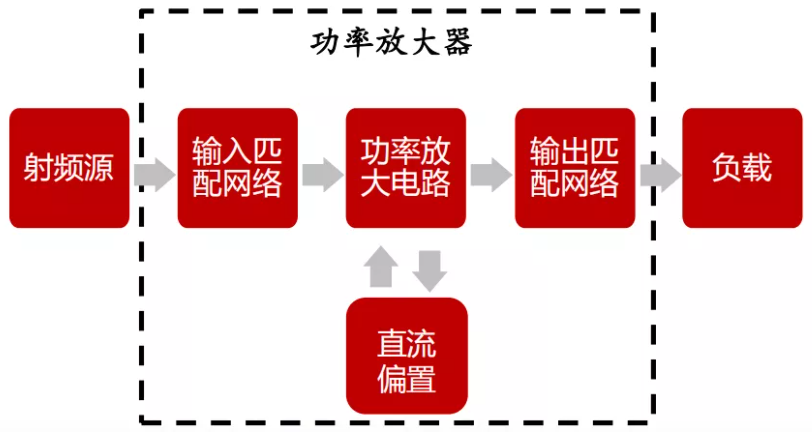 功率放大器
射频源
输入匹
配网络
功率放
大电路
输出匹
配网络
负载
直流
偏置